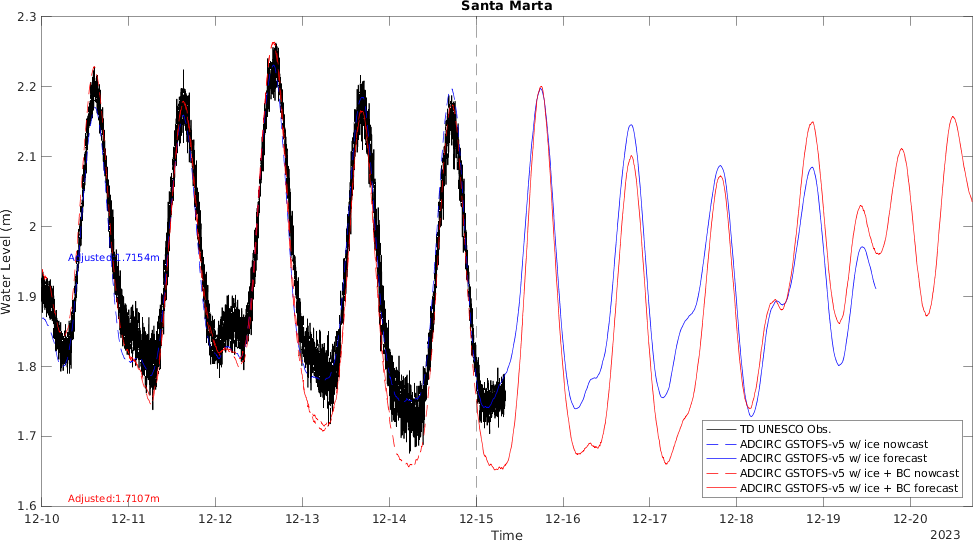 Santa Marta
2.3
2.2
2.1
2
1.9
1.8
1.7
1.6
Water Level (m)
Adjusted:1.7154m
Adjusted:1.7107m
TD UNESCO Obs.
ADCIRC GSTOFS-v5 w/ ice nowcast
ADCIRC GSTOFS-v5 w/ ice forecast
ADCIRC GSTOFS-v5 w/ ice + BC nowcast
ADCIRC GSTOFS-v5 w/ ice + BC forecast
12-10 12-11 12-12 12-13 12-14 12-15 12-16 12-17 12-18 12-19 12-20
Time
2023